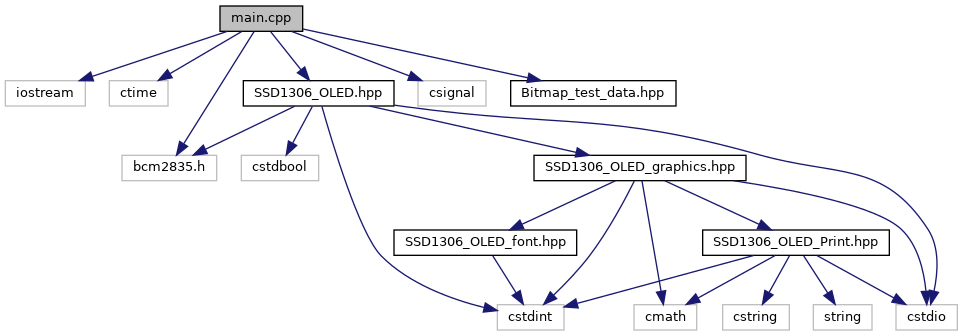 main.cpp
iostream
ctime
SSD1306_OLED.hpp
csignal
Bitmap_test_data.hpp
bcm2835.h
cstdbool
SSD1306_OLED_graphics.hpp
SSD1306_OLED_font.hpp
SSD1306_OLED_Print.hpp
cstdint
cmath
cstring
string
cstdio